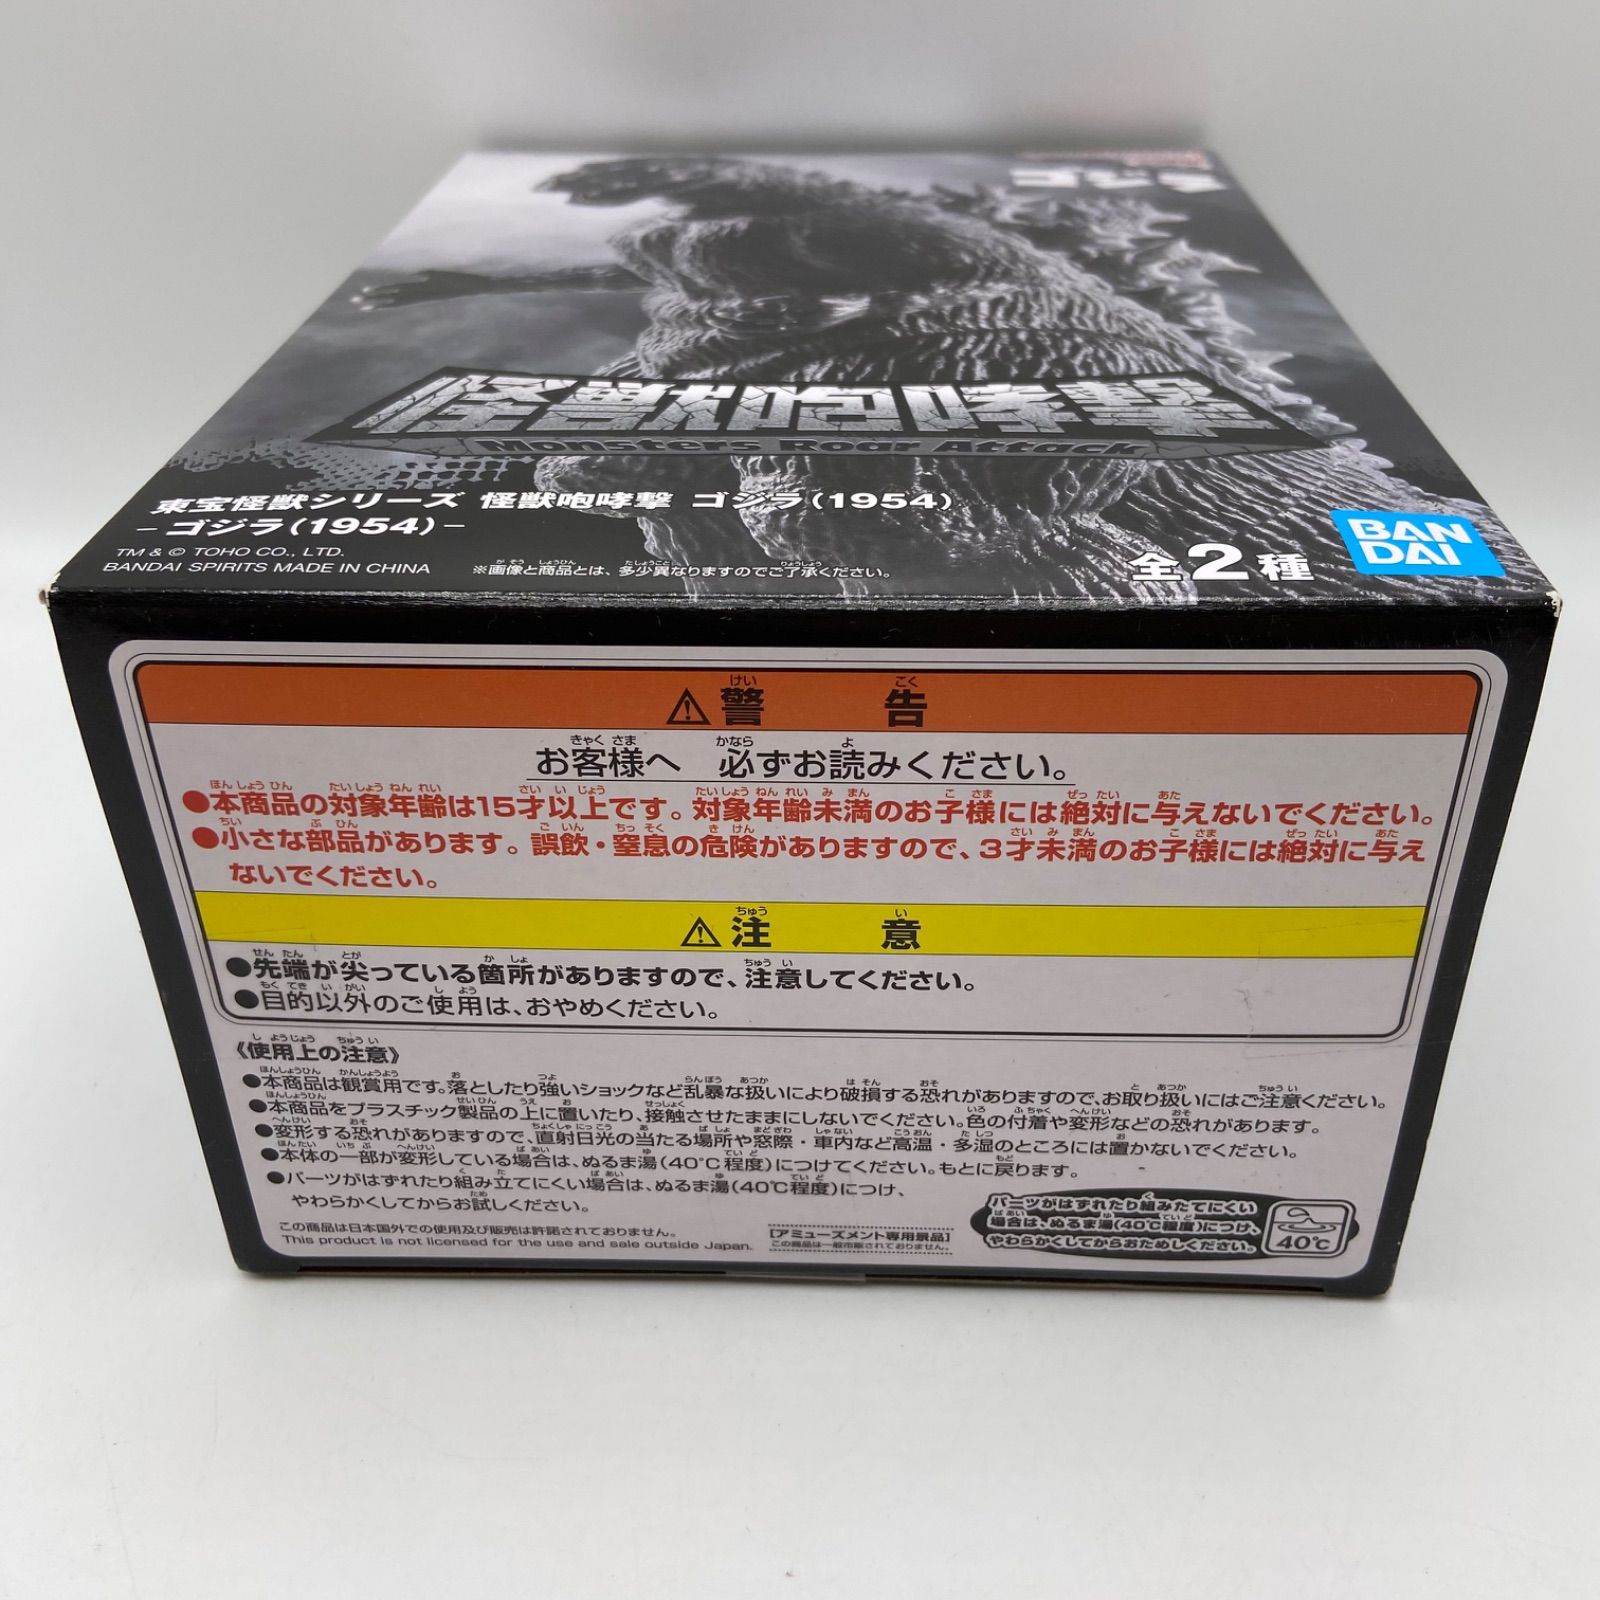 ゴジラ
怪獣咆哮撃
Monsters Roar Attack
東宝怪獣シリーズ 怪獣咆哮撃 ゴジラ(1954)
-ゴジラ(1954)-
TM & © TOHO CO., LTD.
BANDAI SPIRITS MADE IN CHINA
※画像と商品とは、多少異なりますのでご了承ください。
全2種
BAN
DAI
⚠警告
お客様へ 必ずお読みください。
●本商品の対象年齢は15才以上です。対象年齢未満のお子様には絶対に与えないでください。
●小さな部品があります。誤飲・窒息の危険がありますので、3才未満のお子様には絶対に与え
ないでください。
⚠注意
●先端が尖っている箇所がありますので、注意してください。
●目的以外のご使用は、おやめください。
《使用上の注意》
●本商品は観賞用です。落としたり強いショックなど乱暴な扱いにより破損する恐れがありますので、お取り扱いにはご注意ください。
●本商品をプラスチック製品の上に置いたり、接触させたままにしないでください。色の付着や変形などの恐れがあります。
●変形する恐れがありますので、直射日光の当たる場所や窓際・車内など高温・多湿のところには置かないでください。
●本体の一部が変形している場合は、ぬるま湯(40℃程度)につけてください。もとに戻ります。
●パーツがはずれたり組み立てにくい場合は、ぬるま湯(40℃程度)につけ、
やわらかくしてからお試しください。
この商品は日本国外での使用及び販売は許諾されておりません。
This product is not licensed for the use and sale outside Japan.
[アミューズメント専用景品]
この商品は一般市販されておりません。
パーツがはずれたり組みたてにくい
場合は、ぬるま湯(40℃程度)につけ、
やわらかくしてからおためしください。
40℃